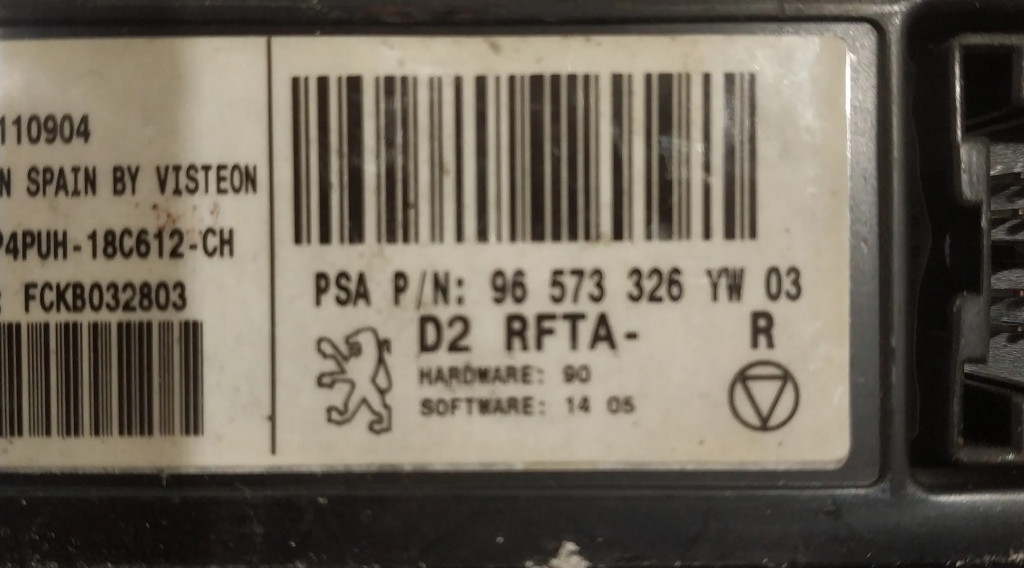 110904
N SPAIN BY VISTEON
P4PUH-18C612-CH
: FCKB032803
PSA P/N: 96 573 326 YW 03
D2 RFTA- R
HARDWARE: 90
SOFTWARE: 14 05